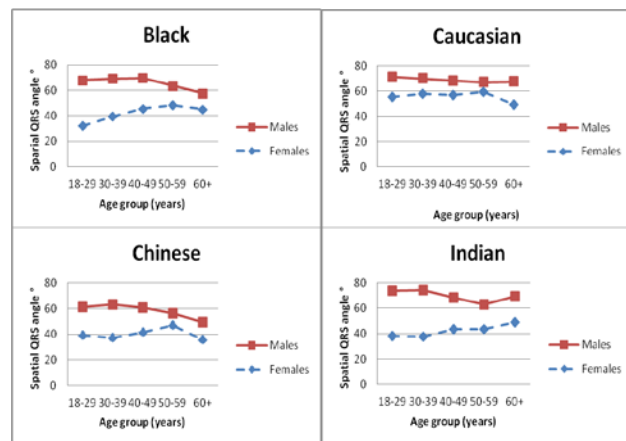 Black
Sparial QRS angle °
80
60
40
20
0
18-29 30-39 40-49 50-59 60+
Age group (years)
Males
Females
Caucasian
Spatial QRS angle °
80
60
40
20
0
18-29 30-39 40-49 50-59 60+
Age group (years)
Males
Females
Chinese
Spatial QRS angle °
80
60
40
20
0
18-29 30-39 40-49 50-59 60+
Age group (years)
Males
Females
Indian
Spatial QRS angle °
80
60
40
20
0
18-29 30-39 40-49 50-59 60+
Age group (years)
Males
Females